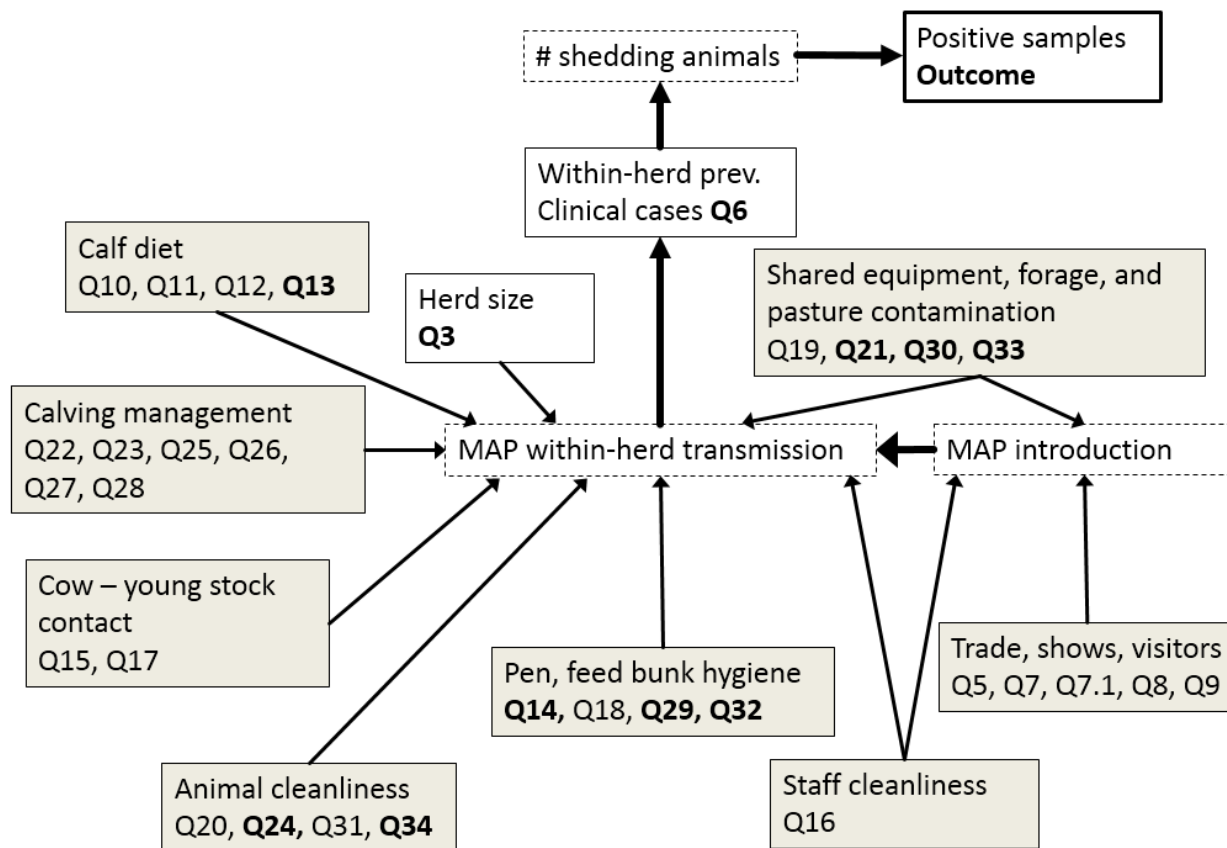 # shedding animals
Positive samples
Outcome
Within-herd prev.
Clinical cases Q6
Calf diet
Q10, Q11, Q12, Q13
Herd size
Q3
Shared equipment, forage, and
pasture contamination
Q19, Q21, Q30, Q33
Calving management
Q22, Q23, Q25, Q26,
Q27, Q28
MAP within-herd transmission
MAP introduction
Cow – young stock
contact
Q15, Q17
Pen, feed bunk hygiene
Q14, Q18, Q29, Q32
Trade, shows, visitors
Q5, Q7, Q7.1, Q8, Q9
Animal cleanliness
Q20, Q24, Q31, Q34
Staff cleanliness
Q16